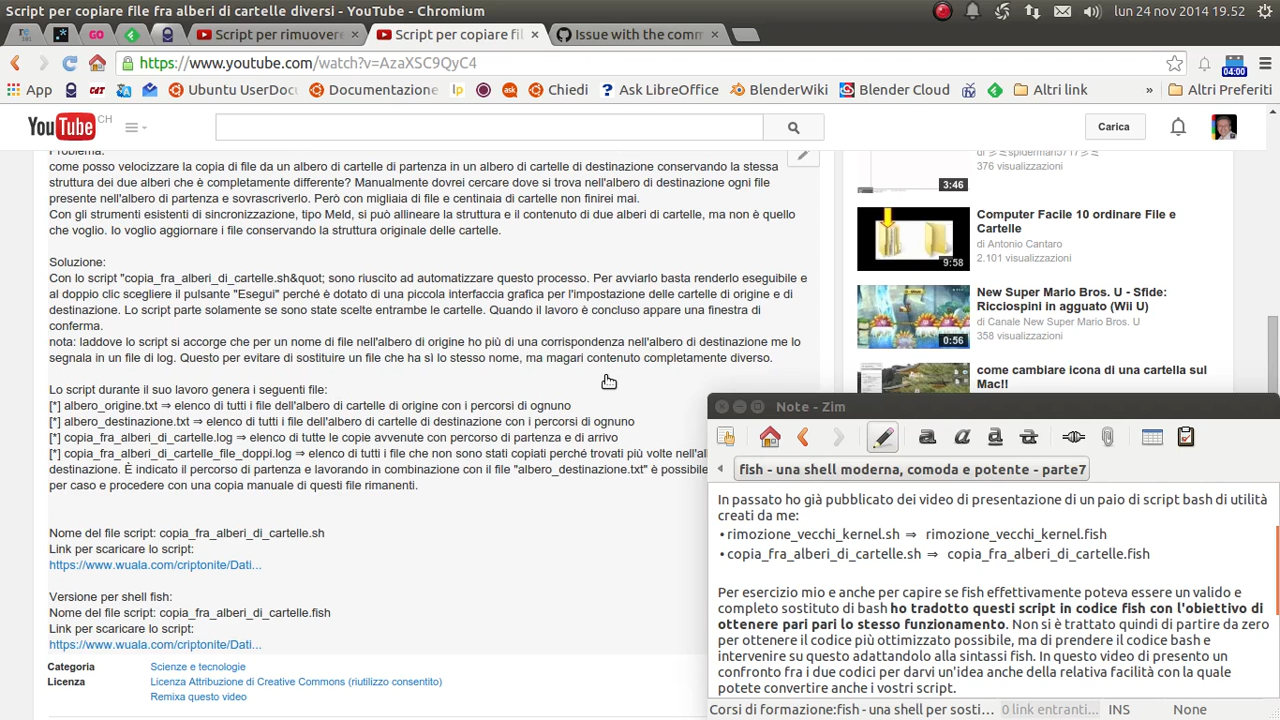 Script per copiare file fra alberi di cartelle diversi - YouTube - Chromium
lun 24 nov 2014 19.52
GO
Script per rimuovere
Script per copiare fil
Issue with the comm
https://www.youtube.com/watch?v=AzaXSC9QyC4
04:00
App
CRT
Ubuntu UserDocu
Documentazione
lp
ask
Chiedi
Ask LibreOffice
BlenderWiki
Blender Cloud
Altri link
»
Altri Preferiti
YouTube CH
Carica
Problema:
come posso velocizzare la copia di file da un albero di cartelle di partenza in un albero di cartelle di destinazione conservando la stessa
struttura dei due alberi che è completamente differente? Manualmente dovrei cercare dove si trova nell'albero di destinazione ogni file
presente nell'albero di partenza e sovrascriverlo. Però con migliaia di file e centinaia di cartelle non finirei mai.
Con gli strumenti esistenti di sincronizzazione, tipo Meld, si può allineare la struttura e il contenuto di due alberi di cartelle, ma non è quello
che voglio. Io voglio aggiornare i file conservando la struttura originale delle cartelle.
Soluzione:
Con lo script "copia_fra_alberi_di_cartelle.sh&quot; sono riuscito ad automatizzare questo processo. Per avviarlo basta renderlo eseguibile e
al doppio clic scegliere il pulsante "Esegui" perché è dotato di una piccola interfaccia grafica per l'impostazione delle cartelle di origine e di
destinazione. Lo script parte solamente se sono state scelte entrambe le cartelle. Quando il lavoro è concluso appare una finestra di
conferma.
nota: laddove lo script si accorge che per un nome di file nell'albero di origine ho più di una corrispondenza nell'albero di destinazione me lo
segnala in un file di log. Questo per evitare di sostituire un file che ha sì lo stesso nome, ma magari contenuto completamente diverso.
Lo script durante il suo lavoro genera i seguenti file:
[*] albero_origine.txt ⇒ elenco di tutti i file dell'albero di cartelle di origine con i percorsi di ognuno
[*] albero_destinazione.txt ⇒ elenco di tutti i file dell'albero di cartelle di destinazione con i percorsi di ognuno
[*] copia_fra_alberi_di_cartelle.log ⇒ elenco di tutte le copie avvenute con percorso di partenza e di arrivo
[*] copia_fra_alberi_di_cartelle_file_doppi.log ⇒ elenco di tutti i file che non sono stati copiati perché trovati più volte nell'al
destinazione. È indicato il percorso di partenza e lavorando in combinazione con il file "albero_destinazione.txt" è possibile
per caso e procedere con una copia manuale di questi file rimanenti.
Nome del file script: copia_fra_alberi_di_cartelle.sh
Link per scaricare lo script:
https://www.wuala.com/criptonite/Dati...
Versione per shell fish:
Nome del file script: copia_fra_alberi_di_cartelle.fish
Link per scaricare lo script:
https://www.wuala.com/criptonite/Dati...
Categoria Scienze e tecnologie
Licenza Licenza Attribuzione di Creative Commons (riutilizzo consentito)
Remixa questo video
376 visualizzazioni
3:46
Computer Facile 10 ordinare File e
Cartelle
di Antonio Cantaro
2.101 visualizzazioni
9:58
New Super Mario Bros. U - Sfide:
Ricciospini in agguato (Wii U)
di Canale New Super Mario Bros. U
358 visualizzazioni
0:56
come cambiare icona di una cartella sul
Mac!!
Note - Zim
fish - una shell moderna, comoda e potente - parte7
In passato ho già pubblicato dei video di presentazione di un paio di script bash di utilità
creati da me:
• rimozione_vecchi_kernel.sh ⇒ rimozione_vecchi_kernel.fish
• copia_fra_alberi_di_cartelle.sh ⇒ copia_fra_alberi_di_cartelle.fish
Per esercizio mio e anche per capire se fish effettivamente poteva essere un valido e
completo sostituto di bash ho tradotto questi script in codice fish con l'obiettivo di
ottenere pari pari lo stesso funzionamento. Non si è trattato quindi di partire da zero
per ottenere il codice più ottimizzato possibile, ma di prendere il codice bash e
intervenire su questo adattandolo alla sintassi fish. In questo video di presento un
confronto fra i due codici per darvi un'idea anche della relativa facilità con la quale
potete convertire anche i vostri script.
Corsi di formazione:fish - una shell per sosti...
0 link entranti...
INS
None